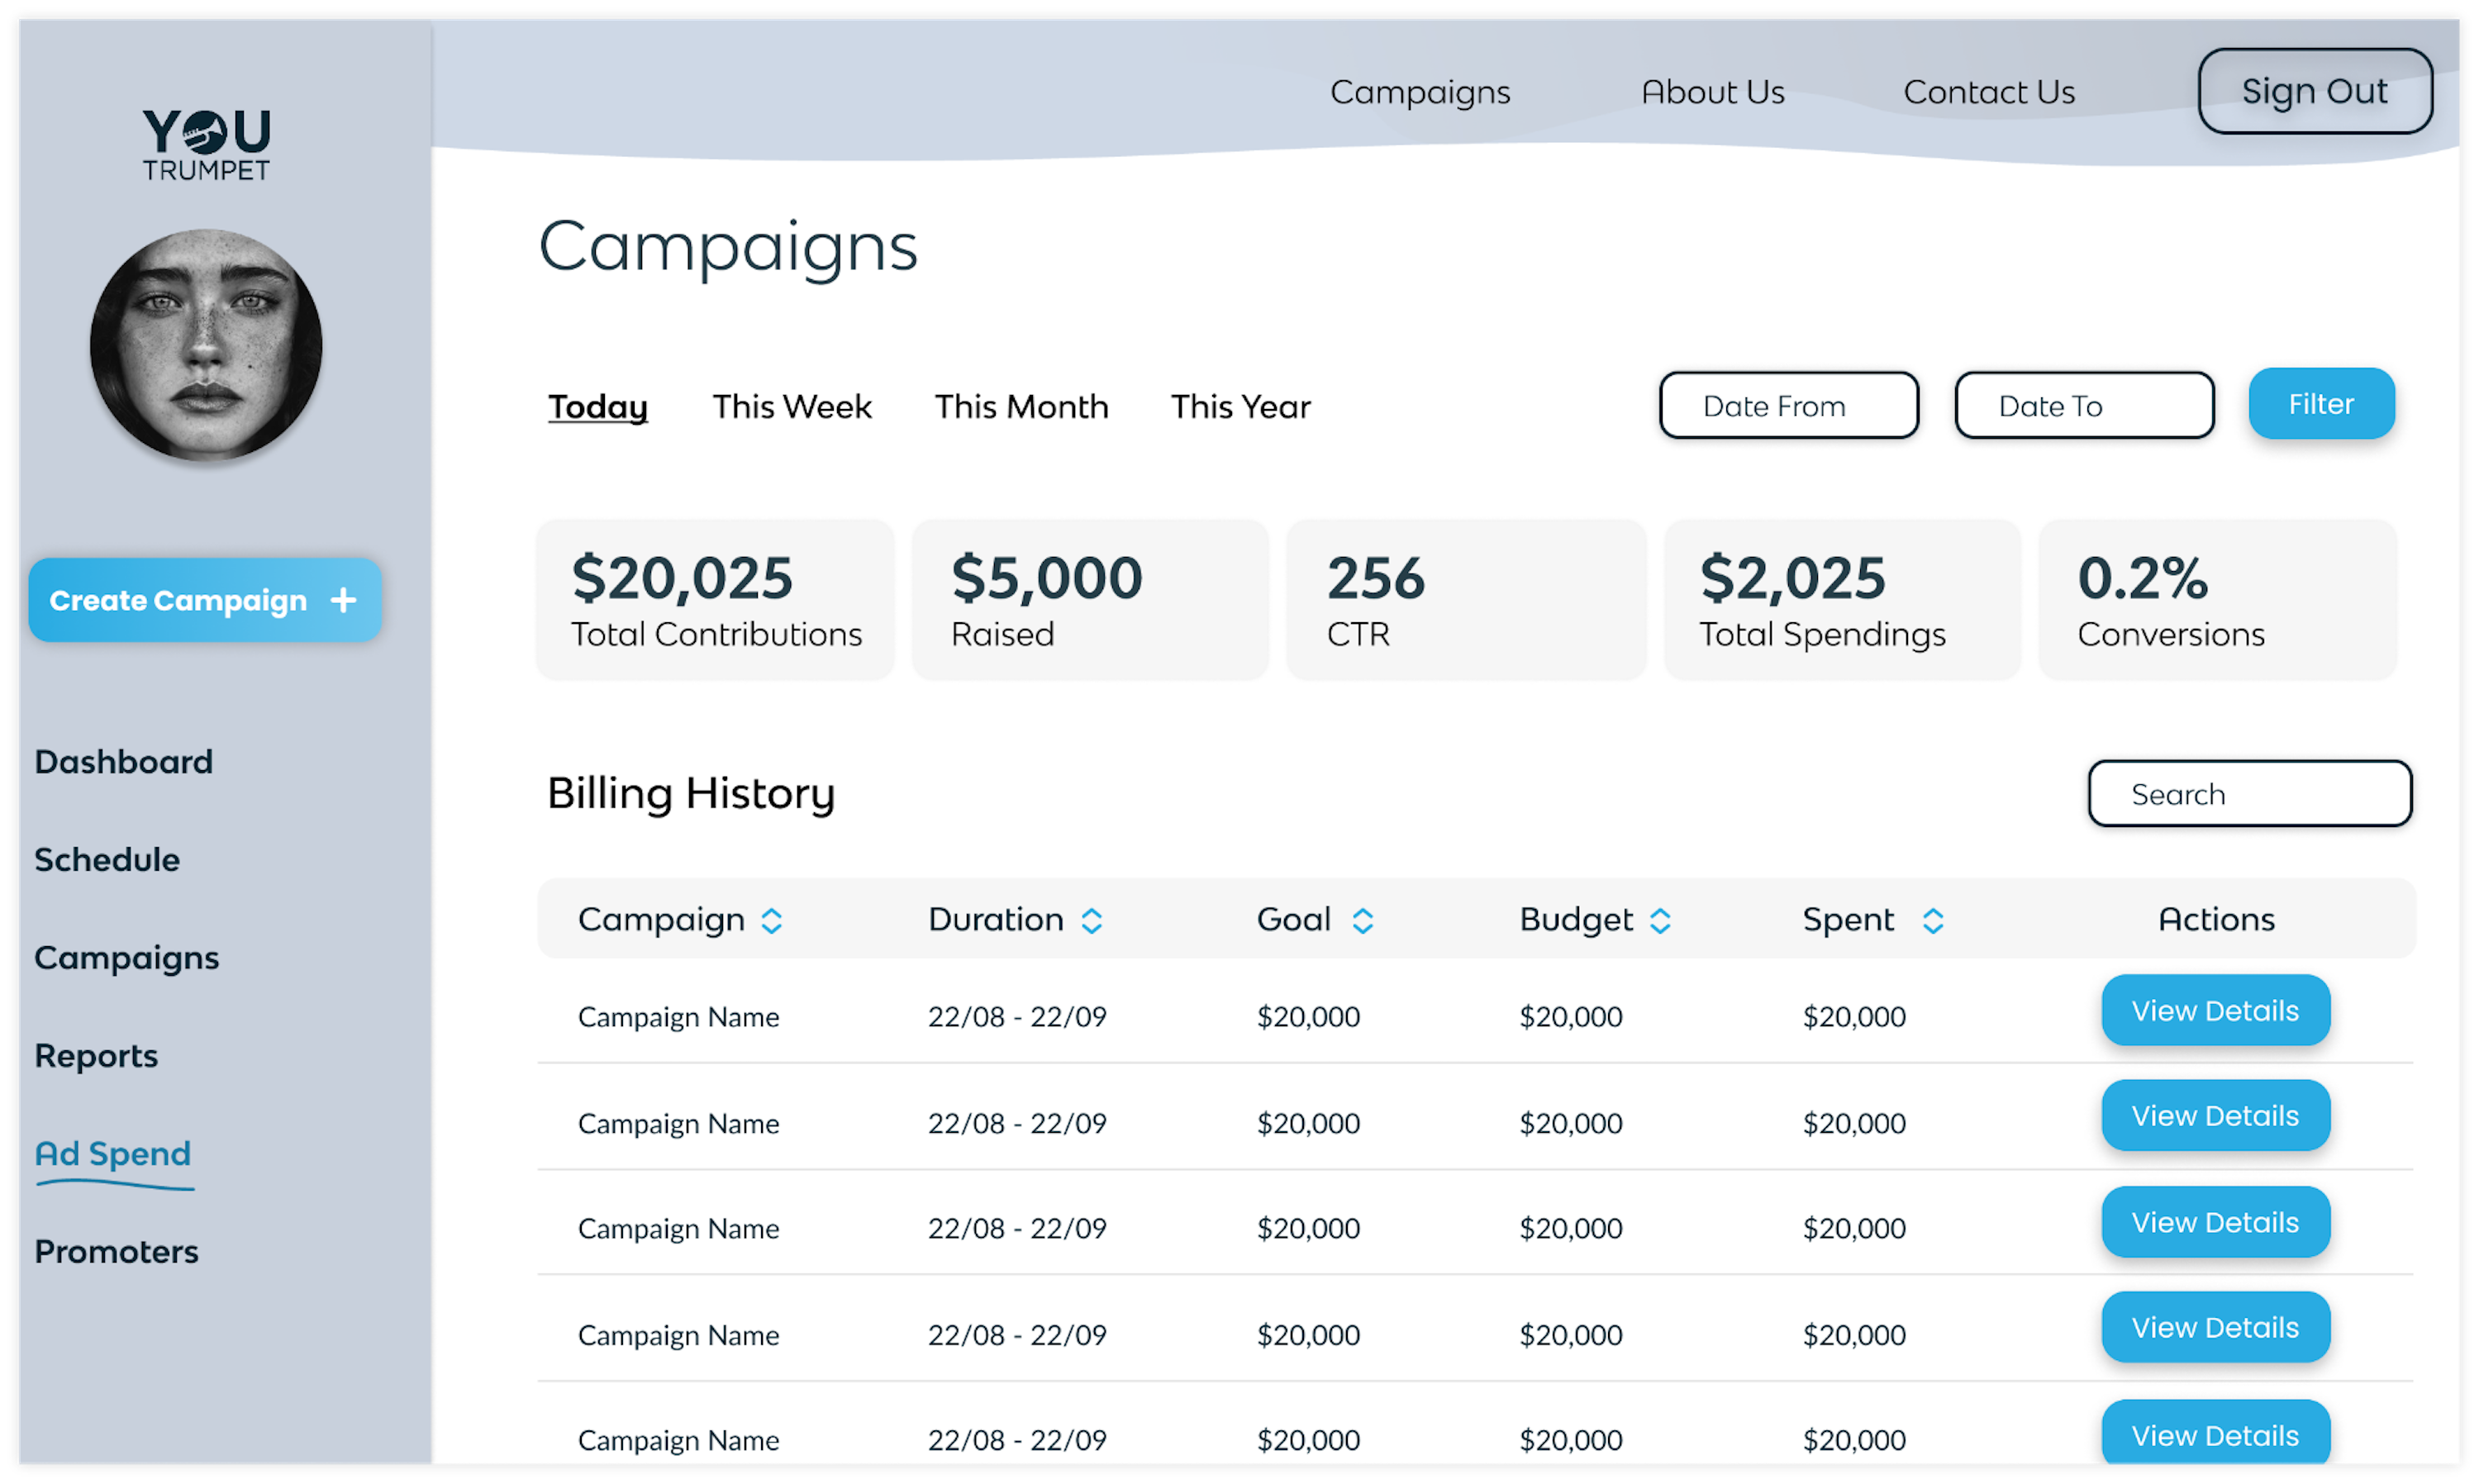 YOU
TRUMPET
Campaigns About Us Contact Us Sign Out
Campaigns
Today This Week This Month This Year Date From Date To Filter
$20,025 $5,000 256 $2,025 0.2%
Total Contributions Raised CTR Total Spendings Conversions
Create Campaign +
Dashboard
Schedule
Campaigns
Reports
Ad Spend
Promoters
Billing History Search
Campaign Duration Goal Budget Spent Actions
Campaign Name 22/08 - 22/09 $20,000 $20,000 $20,000 View Details
Campaign Name 22/08 - 22/09 $20,000 $20,000 $20,000 View Details
Campaign Name 22/08 - 22/09 $20,000 $20,000 $20,000 View Details
Campaign Name 22/08 - 22/09 $20,000 $20,000 $20,000 View Details
Campaign Name 22/08 - 22/09 $20,000 $20,000 $20,000 View Details